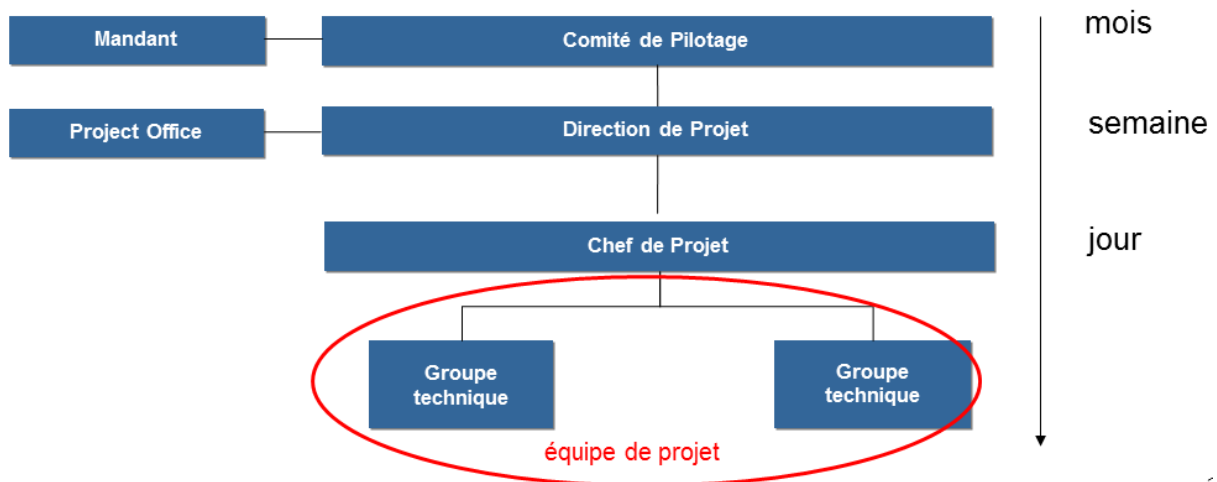 Mandant
Comité de Pilotage
mois
Project Office
Direction de Projet
semaine
Chef de Projet
jour
Groupe
technique
Groupe
technique
équipe de projet